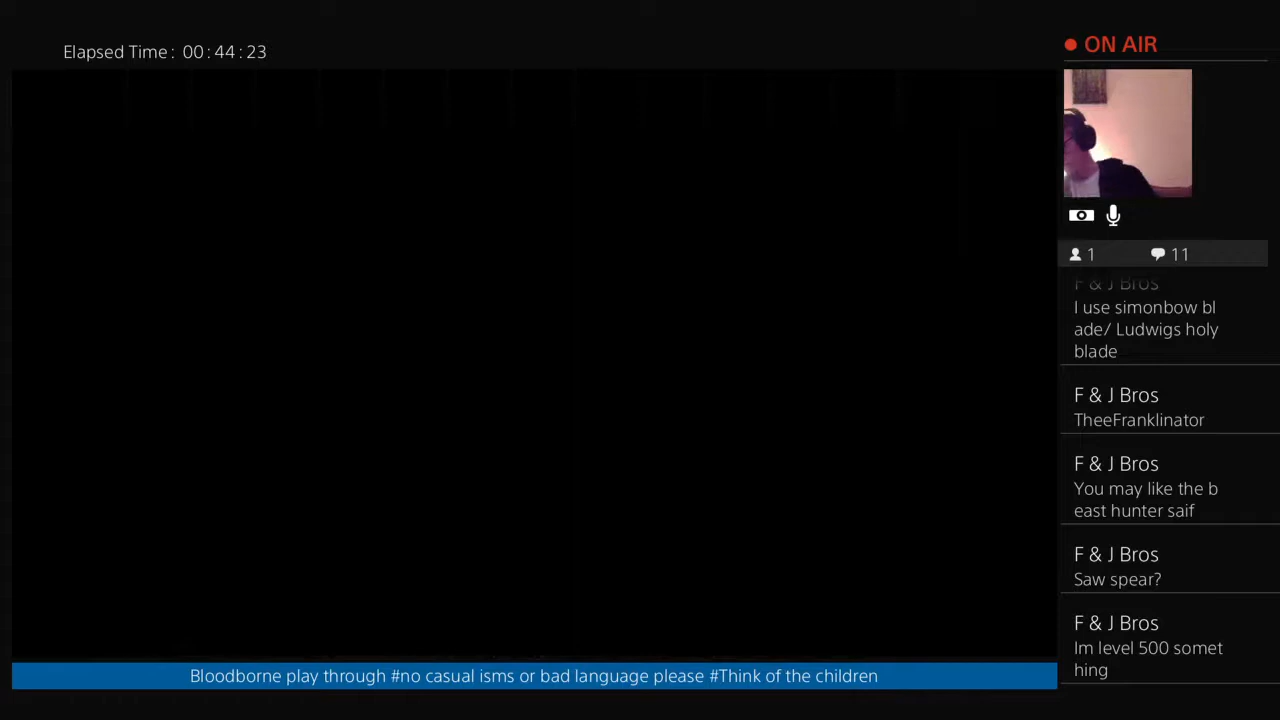 Elapsed Time: 00:44:23
ON AIR
1 11
F & J Bros
I use simonbow bl
ade/ Ludwigs holy
blade
F & J Bros
TheeFranklinator
F & J Bros
You may like the b
east hunter saif
F & J Bros
Saw spear?
F & J Bros
Im level 500 somet
hing
Bloodborne play through #no casual isms or bad language please #Think of the children